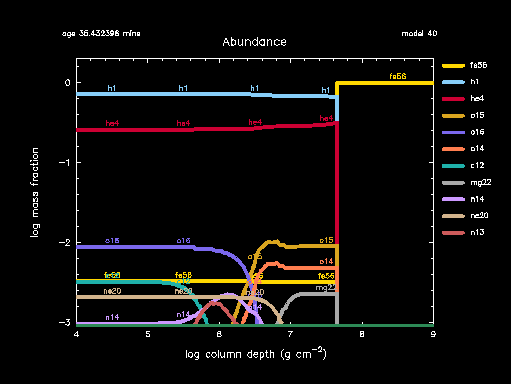 age 36.432398 mins
model 40
Abundance
fe56
h1
he4
o15
o16
o14
c12
mg22
n14
ne20
n13
h1
h1
h1
h1
fe56
he4
he4
he4
he4
o16
o16
o15
o14
fe56
fe56
fe56
mg22
ne20
ne20
n14
n14
0
−1
−2
−3
4
5
6
7
8
9
log mass fraction
log column depth (g cm−2)